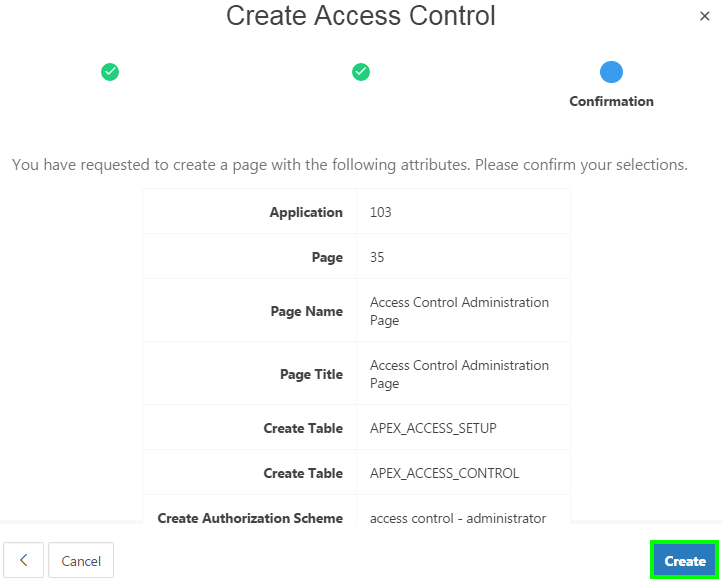 Create Access Control
Confirmation
You have requested to create a page with the following attributes. Please confirm your selections.
Application 103
Page 35
Page Name Access Control Administration
Page
Page Title Access Control Administration
Page
Create Table APEX_ACCESS_SETUP
Create Table APEX_ACCESS_CONTROL
Create Authorization Scheme access control - administrator
Cancel Create